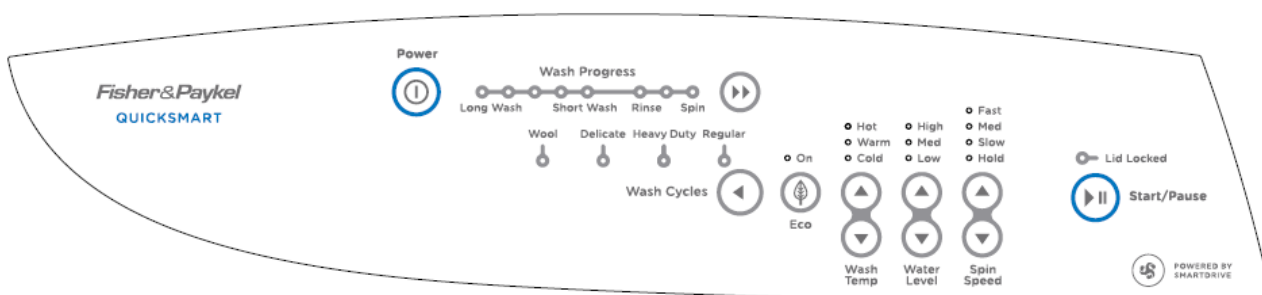 Power
Fisher&Paykel
QUICKSMART
Wash Progress
Long Wash Short Wash Rinse Spin
Wool Delicate Heavy Duty Regular
Wash Cycles
On
Eco
Hot
Warm
Cold
Wash
Temp
High
Med
Low
Water
Level
Fast
Med
Slow
Hold
Spin
Speed
Lid Locked
Start/Pause
POWERED BY
SMARTDRIVE